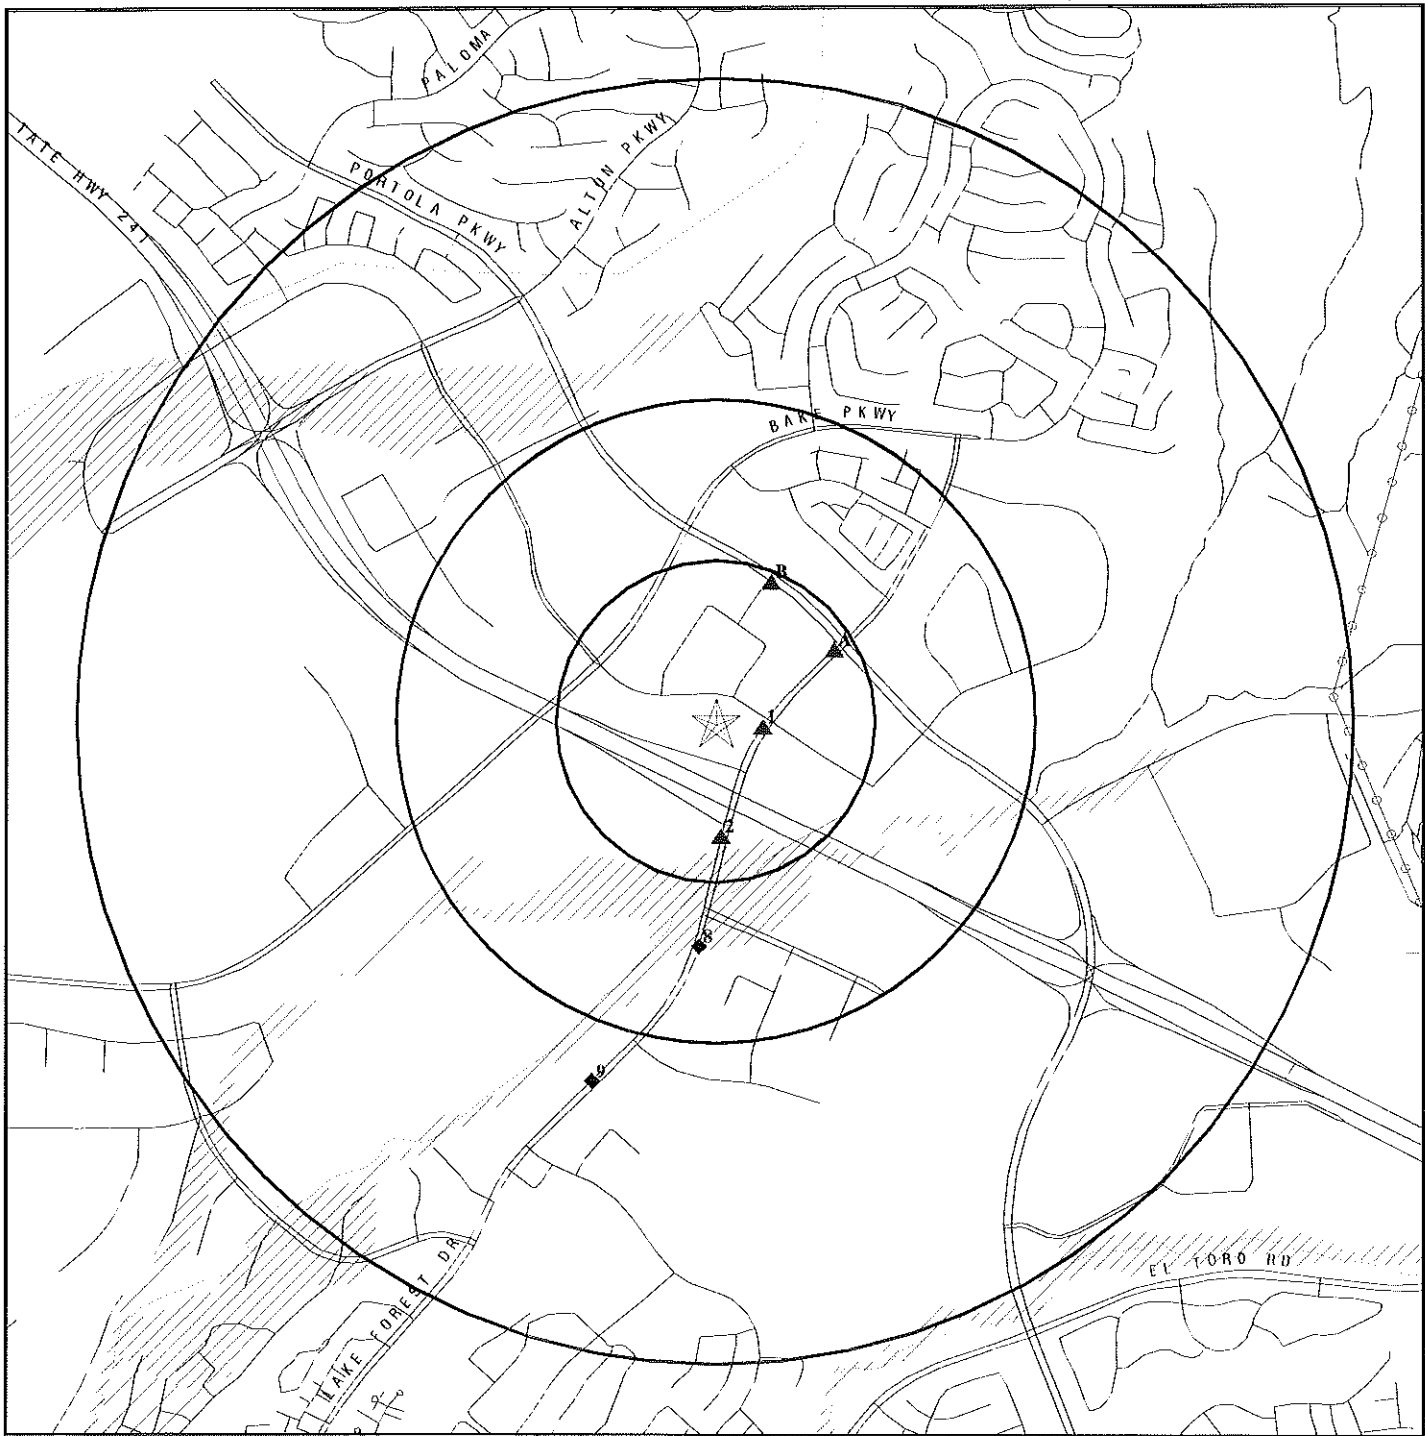 PALOMA
TATE HWY 241
PORTOLA PKWY
ALTON PKWY
BAKE PKWY
B
A
1
2
8
9
EL TORO RD
LAKE FOREST DR